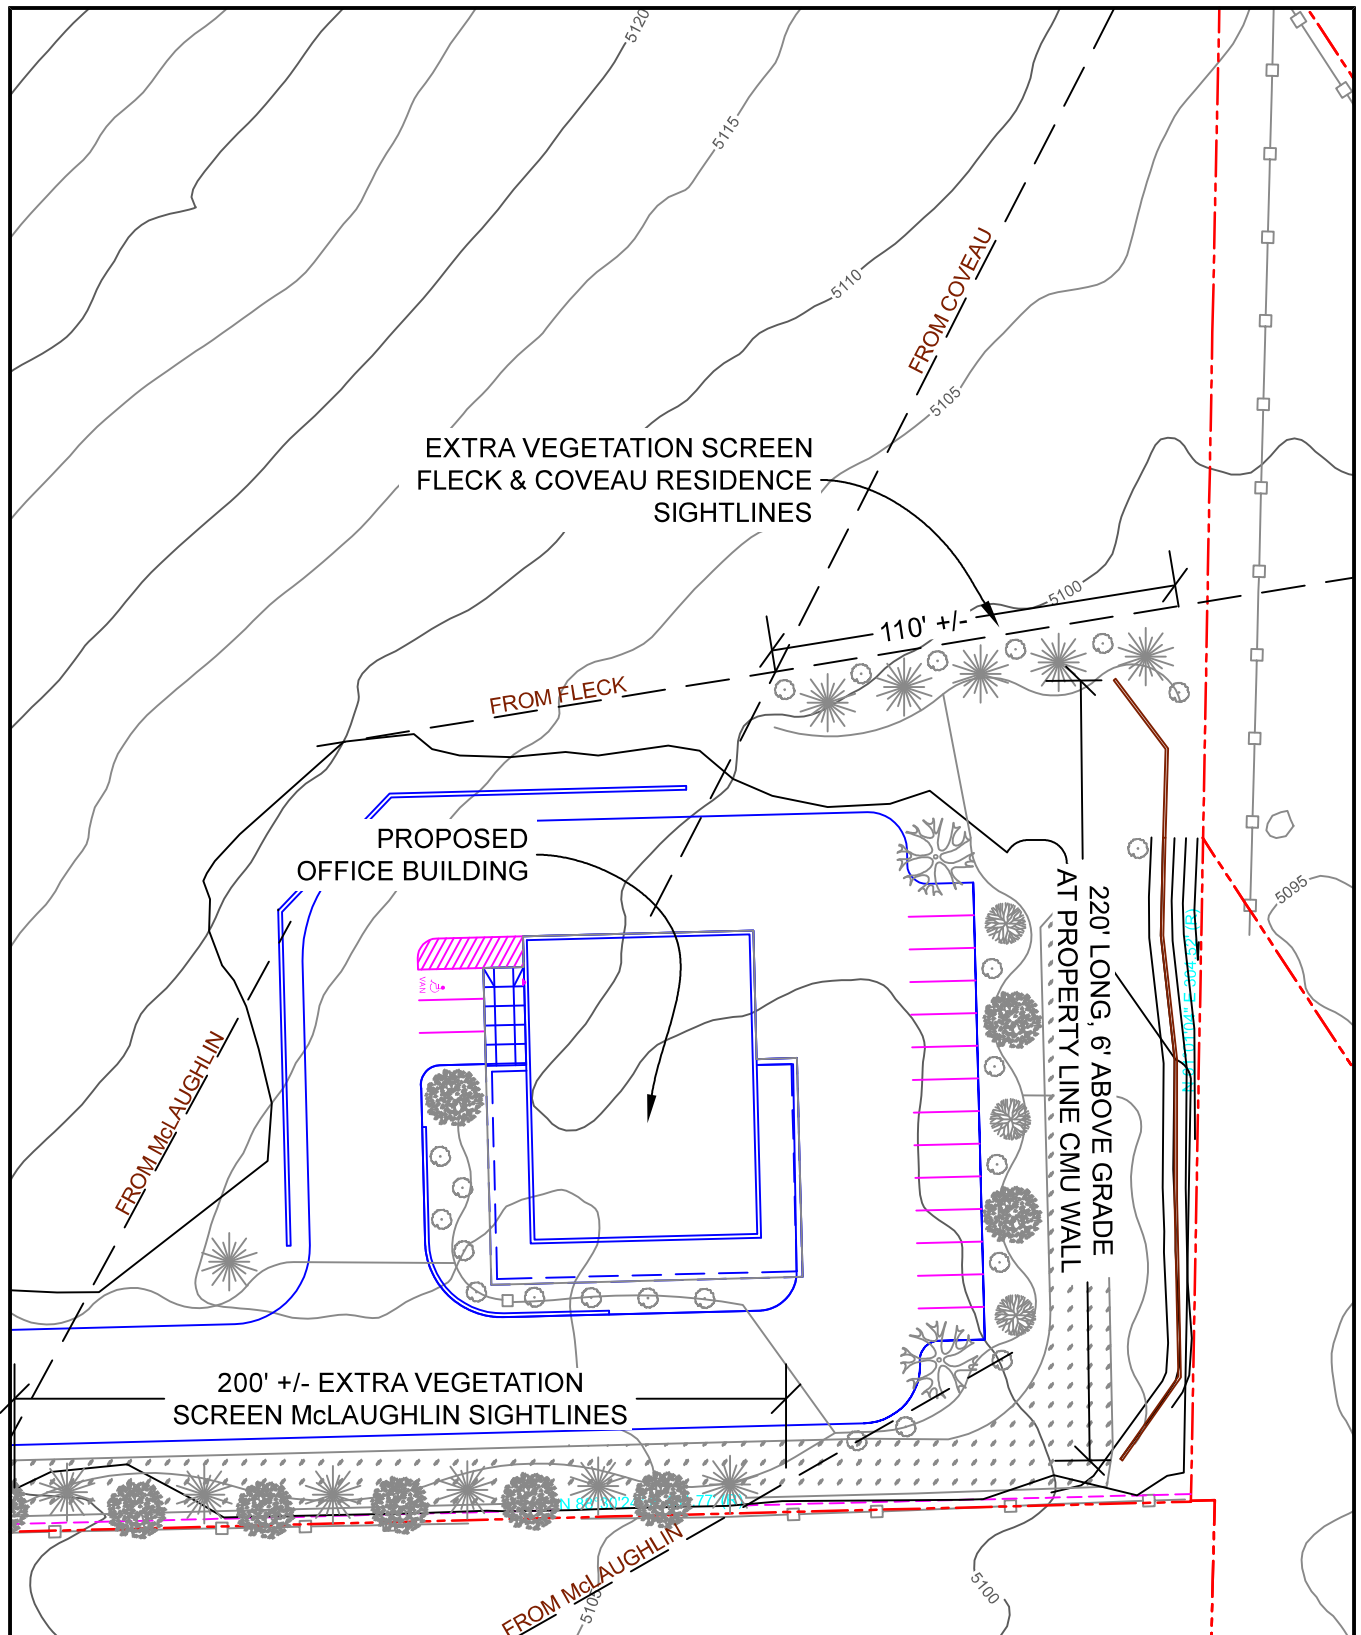 5120
5115
5110
FROM COVEAU
5105
EXTRA VEGETATION SCREEN
FLECK & COVEAU RESIDENCE
SIGHTLINES
5100
110' +/-
FROM FLECK
PROPOSED
OFFICE BUILDING
5095
VAN
220' LONG, 6' ABOVE GRADE
AT PROPERTY LINE CMU WALL
FROM McLAUGHLIN
200' +/- EXTRA VEGETATION
SCREEN McLAUGHLIN SIGHTLINES
FROM McLAUGHLIN
5105
5100